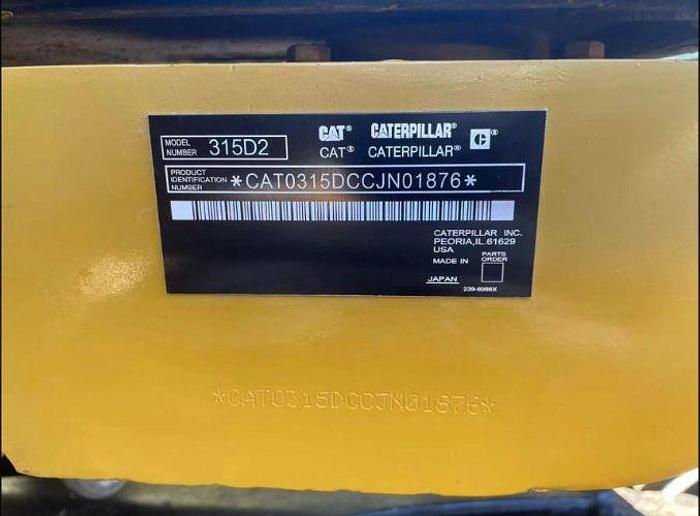 MODEL NUMBER 315D2
CAT® CATERPILLAR® C®
CAT® CATERPILLAR®
PRODUCT
IDENTIFICATION
NUMBER
*CAT0315DCCJN01876*
CATERPILLAR INC.
PEORIA,IL.61629
USA
MADE IN
PARTS
ORDER
JAPAN
239-6986X
*CAT0315DCCJN01876*